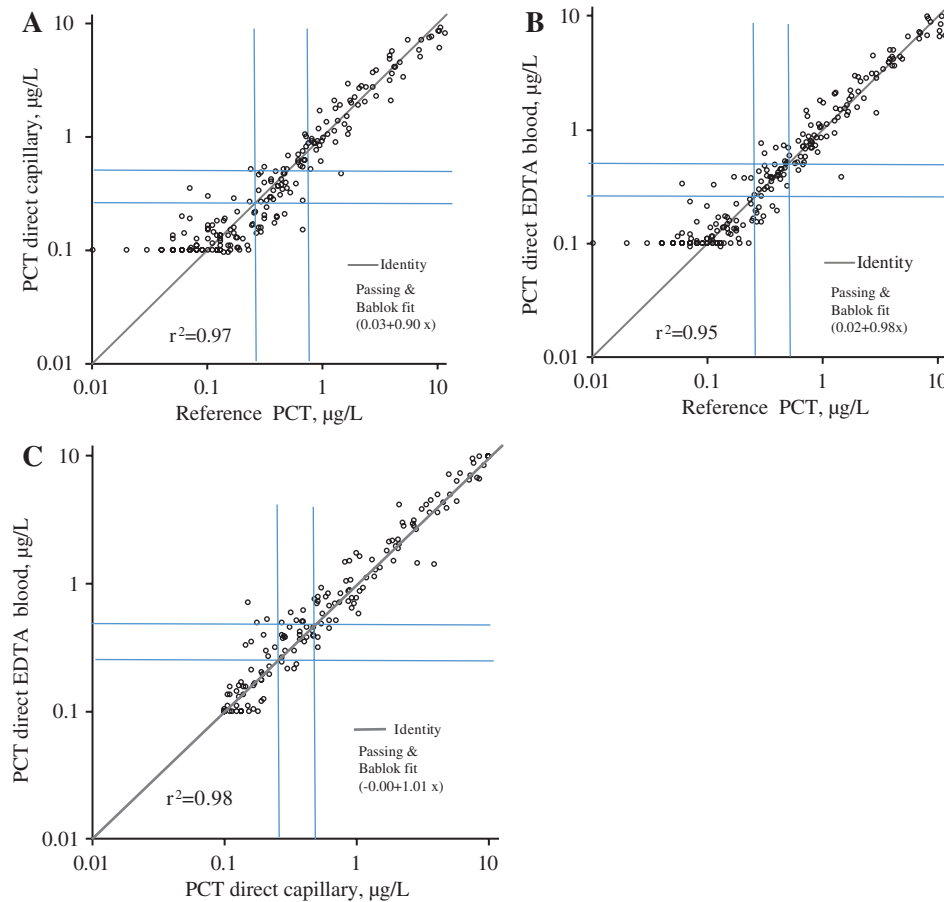 A
PCT direct capillary, µg/L
10
1
0.1
0.01
Identity
Passing &
Bablok fit
(0.03+0.90 x)
r²=0.97
0.01 0.1 1 10
Reference PCT, µg/L
B
PCT direct EDTA blood, µg/L
10
1
0.1
0.01
Identity
Passing &
Bablok fit
(0.02+0.98x)
r²=0.95
0.01 0.1 1 10
Reference PCT, µg/L
C
PCT direct EDTA blood, µg/L
10
1
0.1
0.01
Identity
Passing &
Bablok fit
(-0.00+1.01 x)
r²=0.98
0.01 0.1 1 10
PCT direct capillary, µg/L